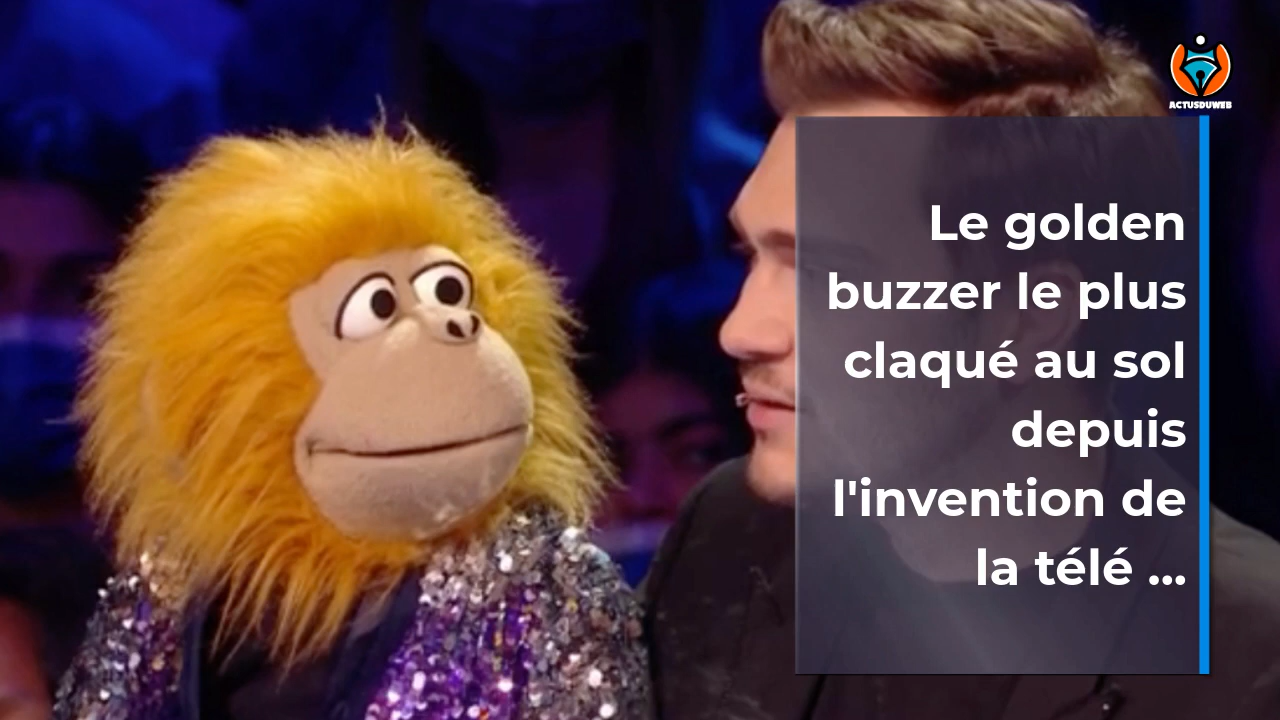 ACTUSDUWEB
Le golden
buzzer le plus
claqué au sol
depuis
l'invention de
la télé ...